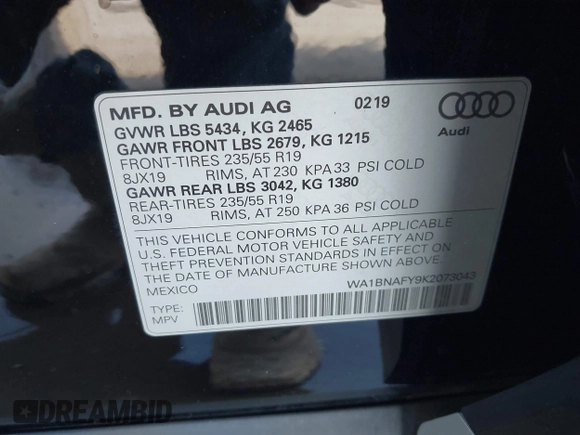 MFD. BY AUDI AG 0219
GVWR LBS 5434, KG 2465
GAWR FRONT LBS 2679, KG 1215
FRONT-TIRES 235/55 R19
8JX19 RIMS, AT 230 KPA 33 PSI COLD
GAWR REAR LBS 3042, KG 1380
REAR-TIRES 235/55 R19
8JX19 RIMS, AT 250 KPA 36 PSI COLD
Audi
THIS VEHICLE CONFORMS TO ALL APPLICABLE
U.S. FEDERAL MOTOR VEHICLE SAFETY AND
THEFT PREVENTION STANDARDS IN EFFECT ON
THE DATE OF MANUFACTURE SHOWN ABOVE.
MEXICO
WA1BNAFY9K2073043
TYPE:
MPV
DREAMBID